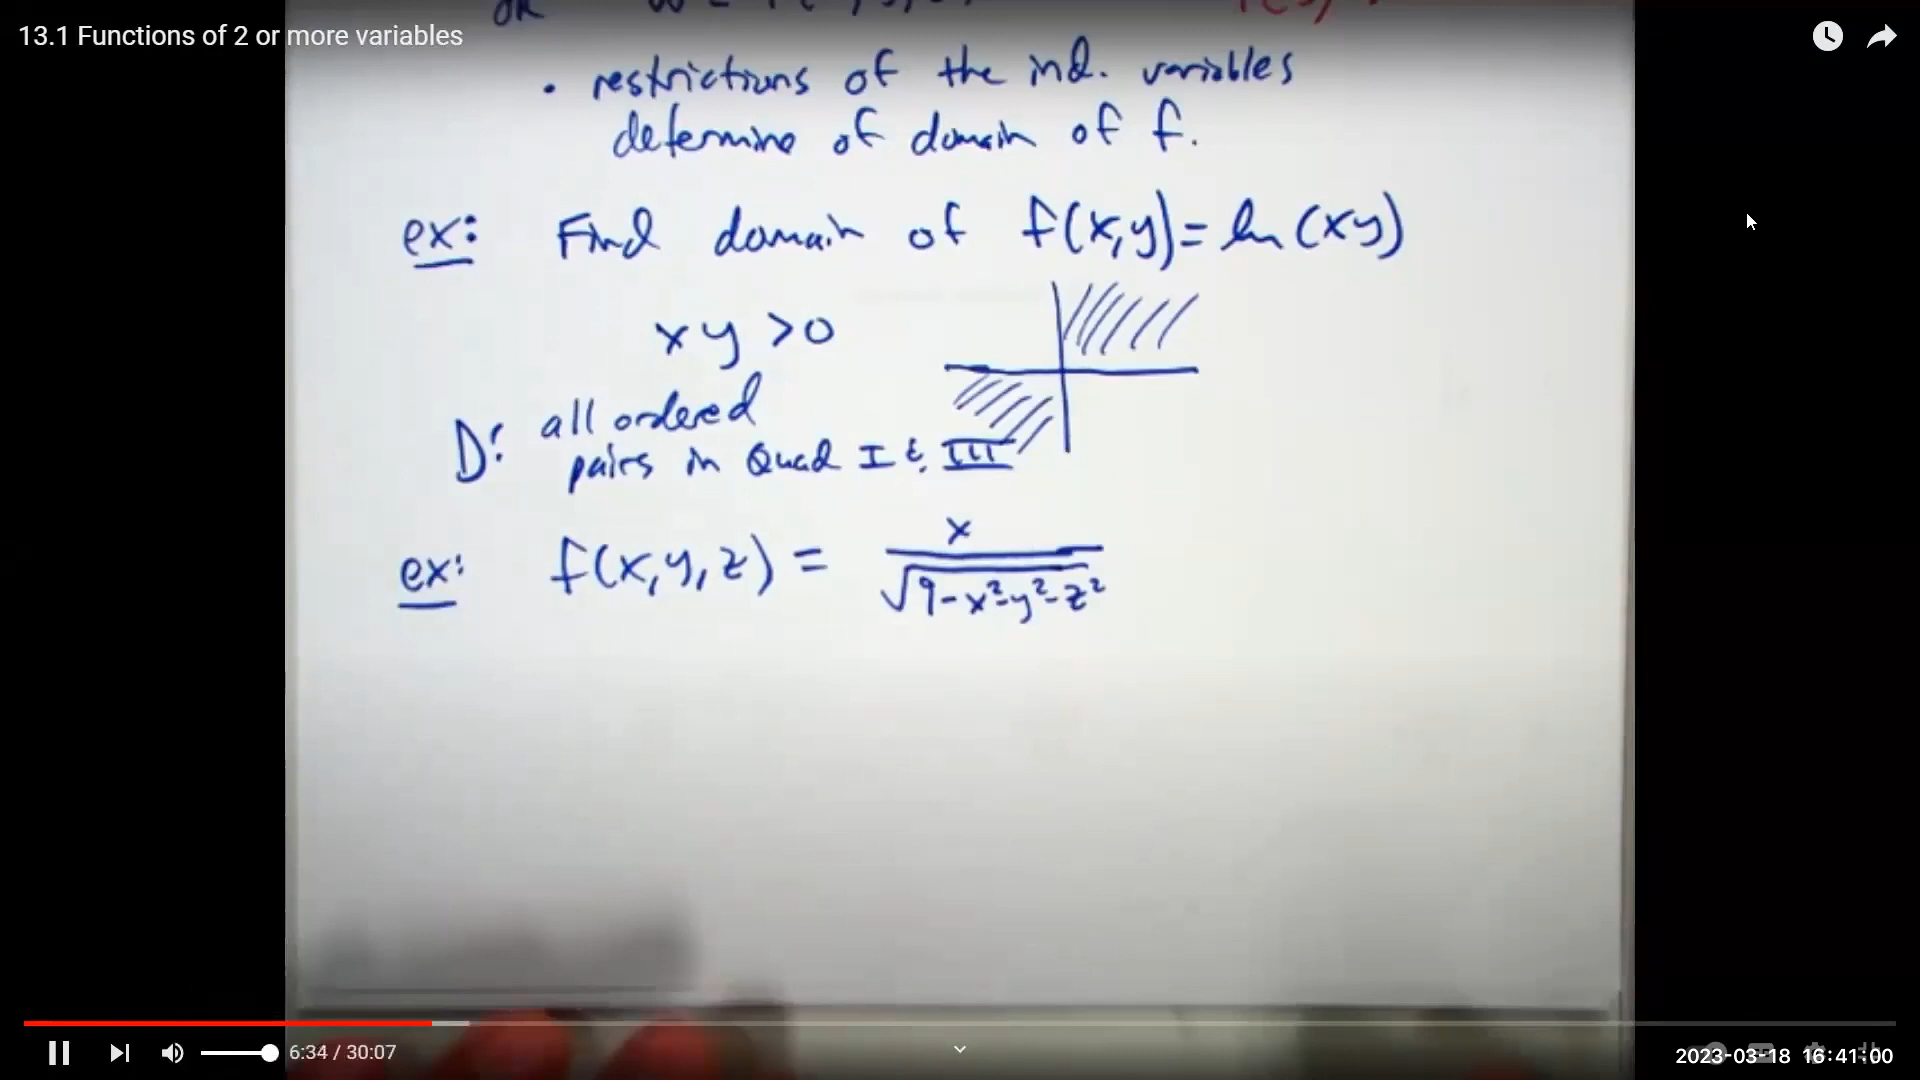 13.1 Functions of 2 or more variables
• restrictions of the ind. variables
determine of domain of f.
ex: Find domain of f(x,y)= ln (xy)
xy >0
D: all ordered
pairs in Quad I & III
ex: f(x,y,z) = x
√9-x²-y²-z²
6:34 / 30:07
2023-03-18 16:41:00